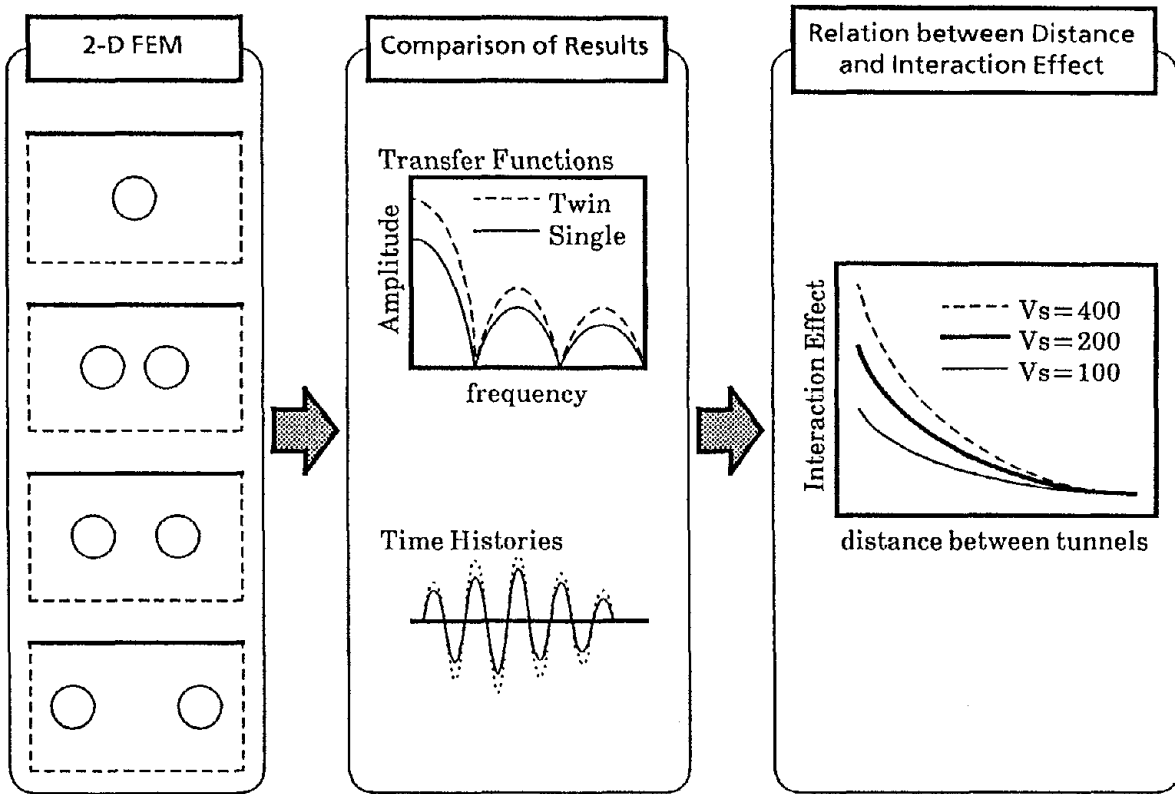 2-D FEM
Comparison of Results
Relation between Distance
and Interaction Effect
Transfer Functions
Twin
Single
Amplitude
frequency
Time Histories
Vs=400
Vs=200
Vs=100
Interaction Effect
distance between tunnels